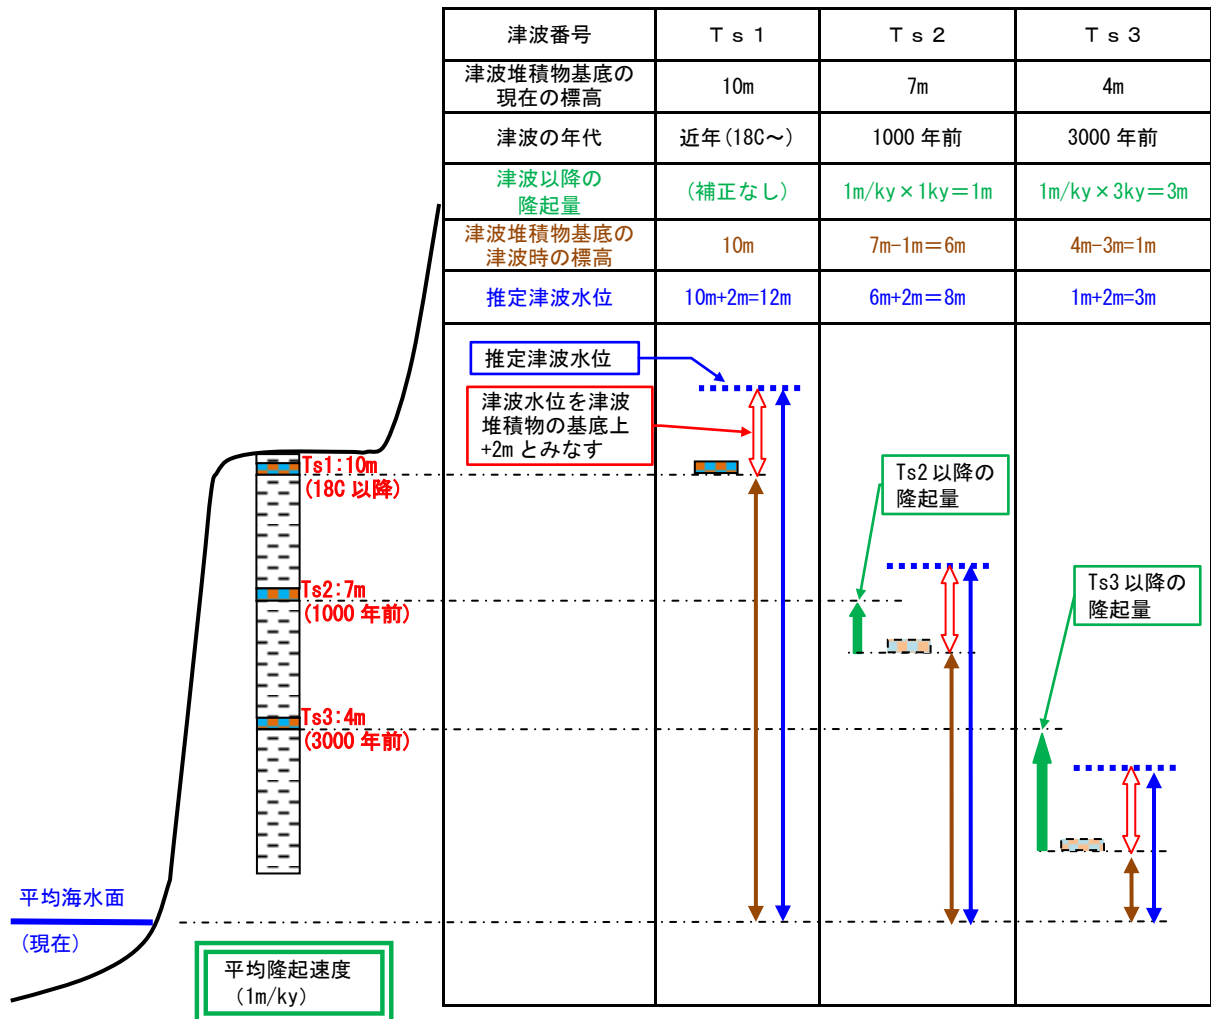 津波番号 Ｔｓ１ Ｔｓ２ Ｔｓ３
津波堆積物基底の
現在の標高 10m 7m 4m
津波の年代 近年(18C～) 1000 年前 3000 年前
津波以降の
隆起量 (補正なし) 1m/ky×1ky＝1m 1m/ky×3ky＝3m
津波堆積物基底の
津波時の標高 10m 7m−1m＝6m 4m−3m=1m
推定津波水位 10m+2m=12m 6m+2m＝8m 1m+2m=3m
推定津波水位
津波水位を津波
堆積物の基底上
+2m とみなす
Ts1:10m
(18C 以降)
Ts2 以降の
隆起量
Ts2:7m
(1000 年前)
Ts3 以降の
隆起量
Ts3:4m
(3000 年前)
平均海水面
(現在)
平均隆起速度
(1m/ky)